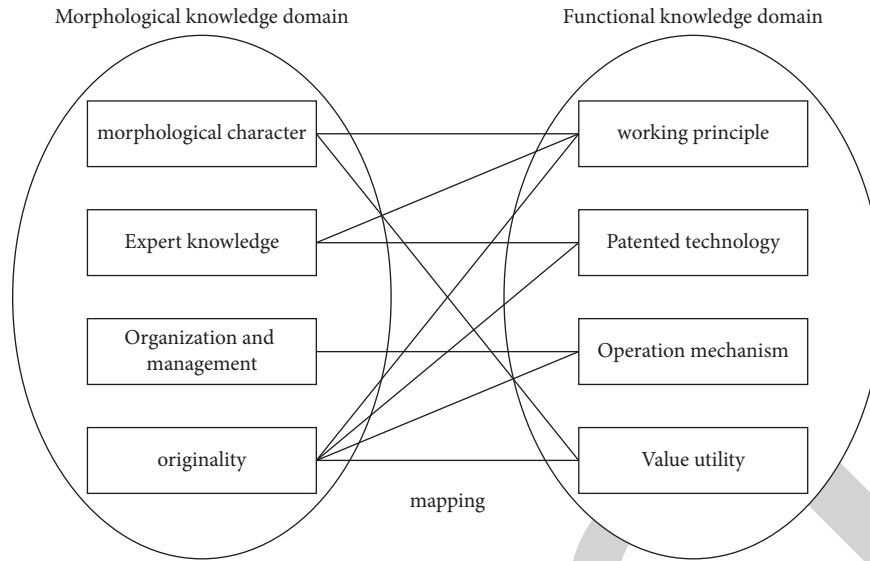 Morphological knowledge domain
Functional knowledge domain
morphological character
working principle
Expert knowledge
Patented technology
Organization and
management
Operation mechanism
originality
Value utility
mapping